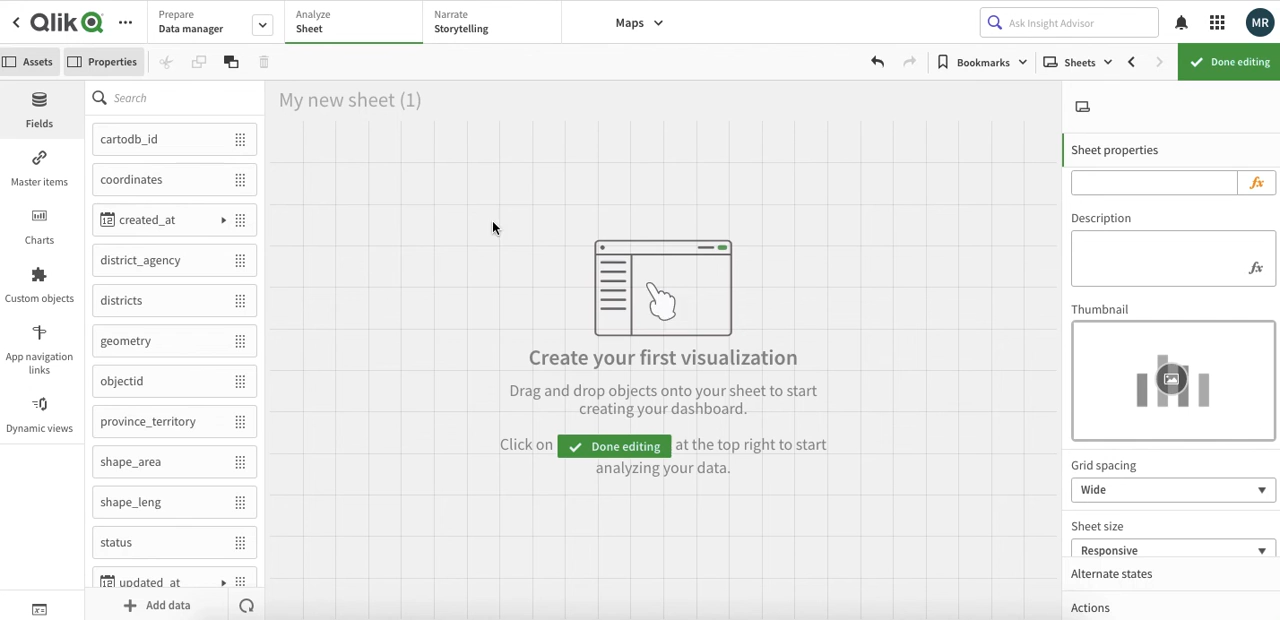 Qlik
Prepare
Data manager
Analyze
Sheet
Narrate
Storytelling
Maps
Ask Insight Advisor
MR
Assets
Properties
Bookmarks
Sheets
Done editing
Fields
Master items
Charts
Custom objects
App navigation
links
Dynamic views
Search
cartodb_id
coordinates
12 created_at
district_agency
districts
geometry
objectid
province_territory
shape_area
shape_leng
status
12 updated_at
Add data
My new sheet (1)
Create your first visualization
Drag and drop objects onto your sheet to start
creating your dashboard.
Click on Done editing at the top right to start
analyzing your data.
Sheet properties
fx
Description
fx
Thumbnail
Grid spacing
Wide
Sheet size
Responsive
Alternate states
Actions